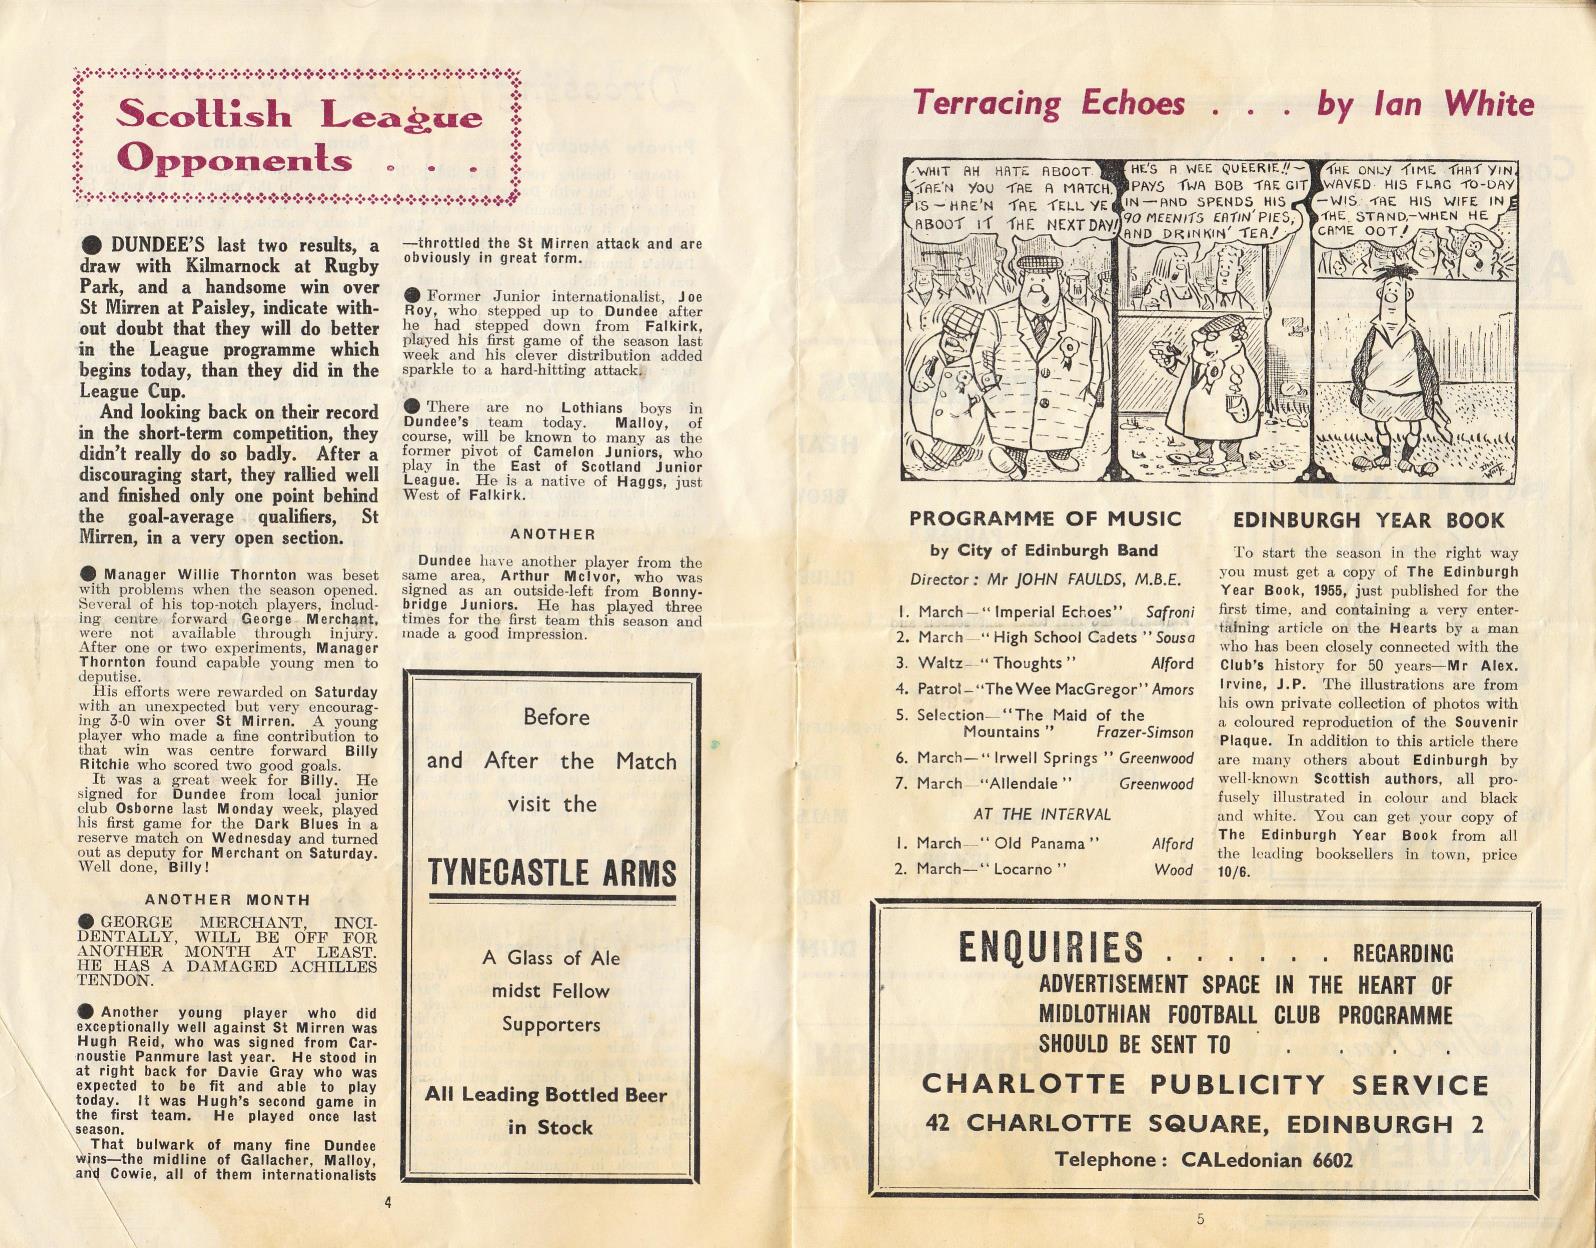 Scottish League
Opponents . . .
● DUNDEE'S last two results, a
draw with Kilmarnock at Rugby
Park, and a handsome win over
St Mirren at Paisley, indicate with-
out doubt that they will do better
in the League programme which
begins today, than they did in the
League Cup.
And looking back on their record
in the short-term competition, they
didn't really do so badly. After a
discouraging start, they rallied well
and finished only one point behind
the goal-average qualifiers, St
Mirren, in a very open section.
● Manager Willie Thornton was beset
with problems when the season opened.
Several of his top-notch players, includ-
ing centre forward George Merchant,
were not available through injury.
After one or two experiments, Manager
Thornton found capable young men to
deputise.
His efforts were rewarded on Saturday
with an unexpected but very encourag-
ing 3-0 win over St Mirren. A young
player who made a fine contribution to
that win was centre forward Billy
Ritchie who scored two good goals.
It was a great week for Billy. He
signed for Dundee from local junior
club Osborne last Monday week, played
his first game for the Dark Blues in a
reserve match on Wednesday and turned
out as deputy for Merchant on Saturday.
Well done, Billy!
ANOTHER MONTH
● GEORGE MERCHANT, INCI-
DENTALLY, WILL BE OFF FOR
ANOTHER MONTH AT LEAST.
HE HAS A DAMAGED ACHILLES
TENDON.
● Another young player who did
exceptionally well against St Mirren was
Hugh Reid, who was signed from Car-
noustie Panmure last year. He stood in
at right back for Davie Gray who was
expected to be fit and able to play
today. It was Hugh's second game in
the first team. He played once last
season.
That bulwark of many fine Dundee
wins—the midline of Gallacher, Malloy,
and Cowie, all of them internationalists
—throttled the St Mirren attack and are
obviously in great form.
● Former Junior internationalist, Joe
Roy, who stepped up to Dundee after
he had stepped down from Falkirk,
played his first game of the season last
week and his clever distribution added
sparkle to a hard-hitting attack.
● There are no Lothians boys in
Dundee's team today. Malloy, of
course, will be known to many as the
former pivot of Camelon Juniors, who
play in the East of Scotland Junior
League. He is a native of Haggs, just
West of Falkirk.
ANOTHER
Dundee have another player from the
same area, Arthur McIvor, who was
signed as an outside-left from Bonny-
bridge Juniors. He has played three
times for the first team this season and
made a good impression.
Before
and After the Match
visit the
TYNECASTLE ARMS
A Glass of Ale
midst Fellow
Supporters
All Leading Bottled Beer
in Stock
4
Terracing Echoes . . . by Ian White
-WHIT AH HATE ABOOT
TAE'N YOU TAE A MATCH,
IS – HAE'N TAE TELL YE
ABOOT IT THE NEXT DAY!
HE'S A WEE QUEERIE!!–
PAYS TWA BOB TAE GIT
IN – AND SPENDS HIS
90 MEENITS EATIN' PIES,
AND DRINKIN' TEA!
THE ONLY TIME THAT YIN
WAVED HIS FLAG TO-DAY
–WIS TAE HIS WIFE IN
THE STAND,–WHEN HE
CAME OOT!
IAN WHITE
PROGRAMME OF MUSIC
by City of Edinburgh Band
Director: Mr JOHN FAULDS, M.B.E.
1. March—"Imperial Echoes" Safroni
2. March—"High School Cadets" Sousa
3. Waltz—"Thoughts" Alford
4. Patrol—"The Wee MacGregor" Amors
5. Selection—"The Maid of the
Mountains" Frazer-Simson
6. March—"Irwell Springs" Greenwood
7. March—"Allendale" Greenwood
AT THE INTERVAL
1. March—"Old Panama" Alford
2. March—"Locarno" Wood
EDINBURGH YEAR BOOK
To start the season in the right way
you must get a copy of The Edinburgh
Year Book, 1955, just published for the
first time, and containing a very enter-
taining article on the Hearts by a man
who has been closely connected with the
Club's history for 50 years—Mr Alex.
Irvine, J.P. The illustrations are from
his own private collection of photos with
a coloured reproduction of the Souvenir
Plaque. In addition to this article there
are many others about Edinburgh by
well-known Scottish authors, all pro-
fusely illustrated in colour and black
and white. You can get your copy of
The Edinburgh Year Book from all
the leading booksellers in town, price
10/6.
ENQUIRIES . . . . . . REGARDING
ADVERTISEMENT SPACE IN THE HEART OF
MIDLOTHIAN FOOTBALL CLUB PROGRAMME
SHOULD BE SENT TO . . . .
CHARLOTTE PUBLICITY SERVICE
42 CHARLOTTE SQUARE, EDINBURGH 2
Telephone: CALedonian 6602
5